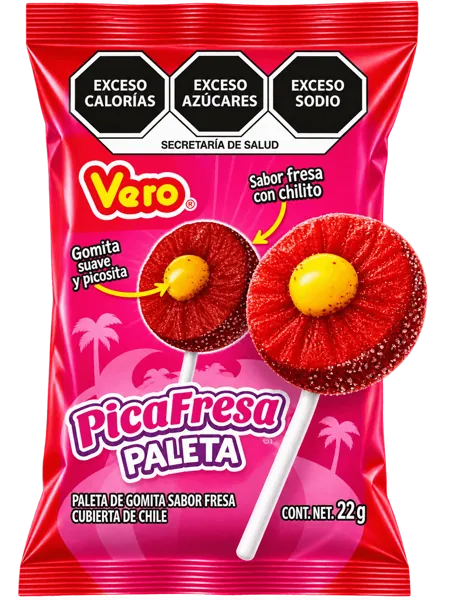 EXCESO
CALORÍAS
EXCESO
AZÚCARES
EXCESO
SODIO
SECRETARÍA DE SALUD
Vero®
Sabor fresa
con chilito
Gomita
suave
y picosita
PicaFresa
PALETA
PALETA DE GOMITA SABOR FRESA
CUBIERTA DE CHILE
CONT. NET. 22g